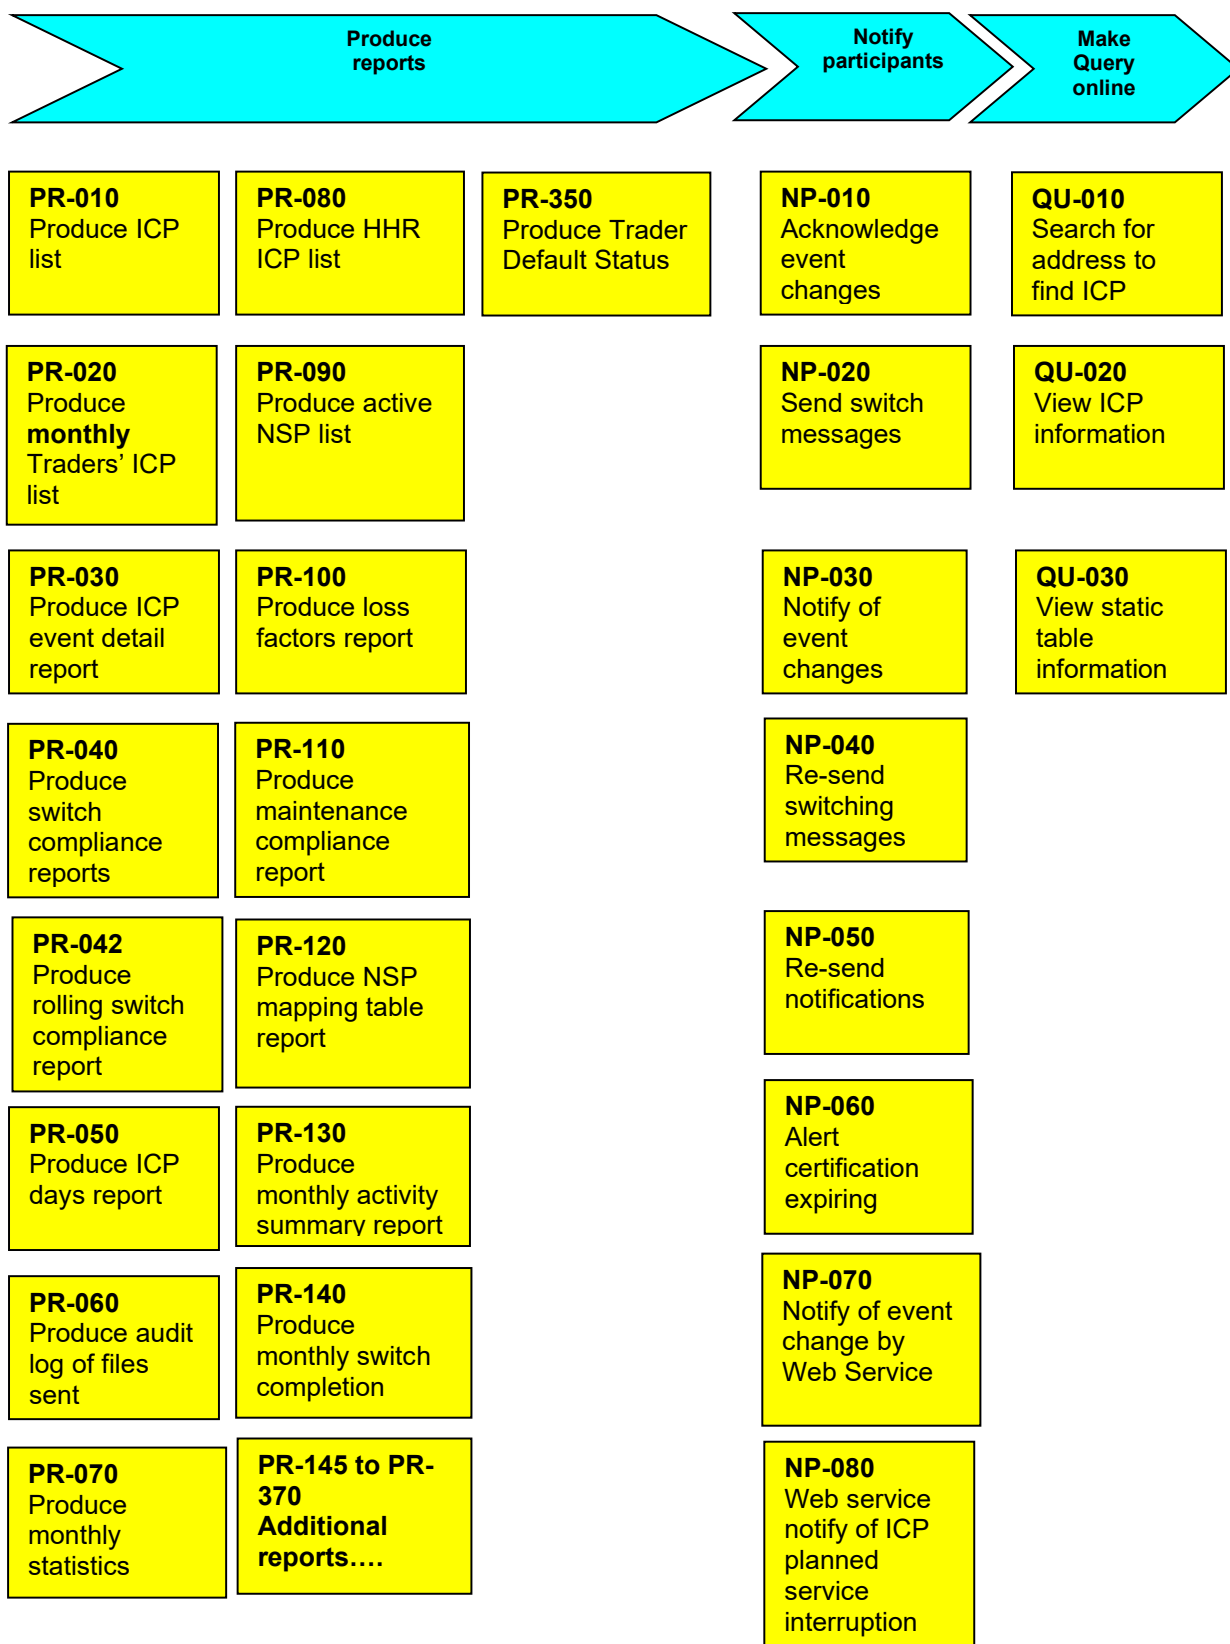 Produce
reports
Notify
participants
Make
Query
online
PR-010
Produce ICP
list
PR-080
Produce HHR
ICP list
PR-350
Produce Trader
Default Status
NP-010
Acknowledge
event
changes
QU-010
Search for
address to
find ICP
PR-020
Produce
monthly
Traders’ ICP
list
PR-090
Produce active
NSP list
NP-020
Send switch
messages
QU-020
View ICP
information
PR-030
Produce ICP
event detail
report
PR-100
Produce loss
factors report
NP-030
Notify of
event
changes
QU-030
View static
table
information
PR-040
Produce
switch
compliance
reports
PR-110
Produce
maintenance
compliance
report
NP-040
Re-send
switching
messages
PR-042
Produce
rolling switch
compliance
report
PR-120
Produce NSP
mapping table
report
NP-050
Re-send
notifications
PR-050
Produce ICP
days report
PR-130
Produce
monthly activity
summary report
NP-060
Alert
certification
expiring
PR-060
Produce audit
log of files
sent
PR-140
Produce
monthly switch
completion
NP-070
Notify of event
change by
Web Service
PR-070
Produce
monthly
statistics
PR-145 to PR-
370
Additional
reports….
NP-080
Web service
notify of ICP
planned
service
interruption